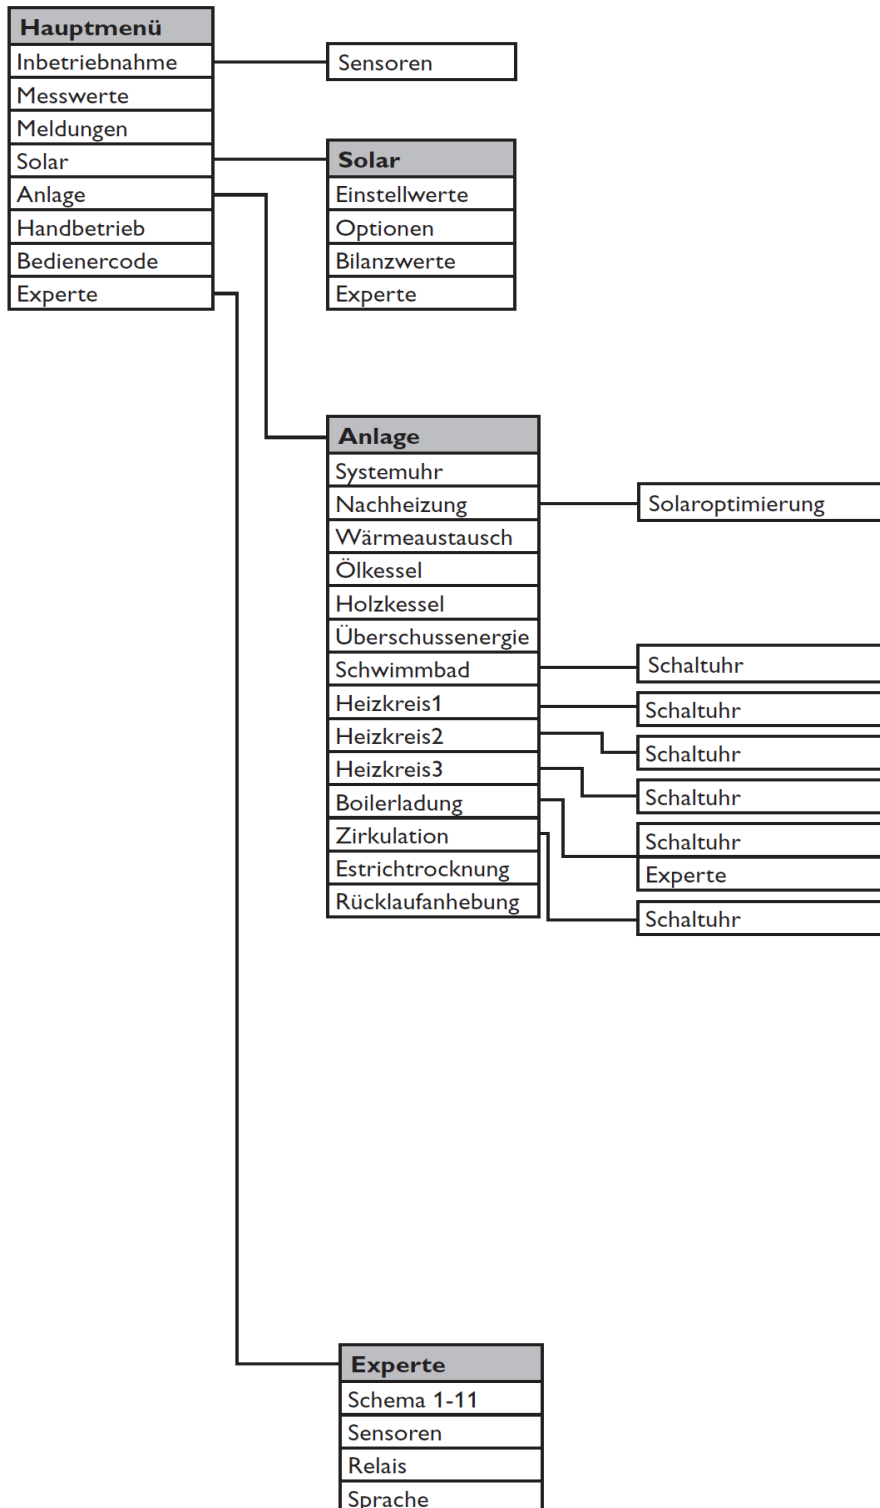 Hauptmenü
Inbetriebnahme
Messwerte
Meldungen
Solar
Anlage
Handbetrieb
Bedienercode
Experte
Sensoren
Solar
Einstellwerte
Optionen
Bilanzwerte
Experte
Anlage
Systemuhr
Nachheizung
Wärmeaustausch
Ölkessel
Holzkessel
Überschussenergie
Schwimmbad
Heizkreis1
Heizkreis2
Heizkreis3
Boilerladung
Zirkulation
Estrichtrocknung
Rücklaufanhebung
Solaroptimierung
Schaltuhr
Schaltuhr
Schaltuhr
Schaltuhr
Schaltuhr
Experte
Schaltuhr
Experte
Schema 1-11
Sensoren
Relais
Sprache